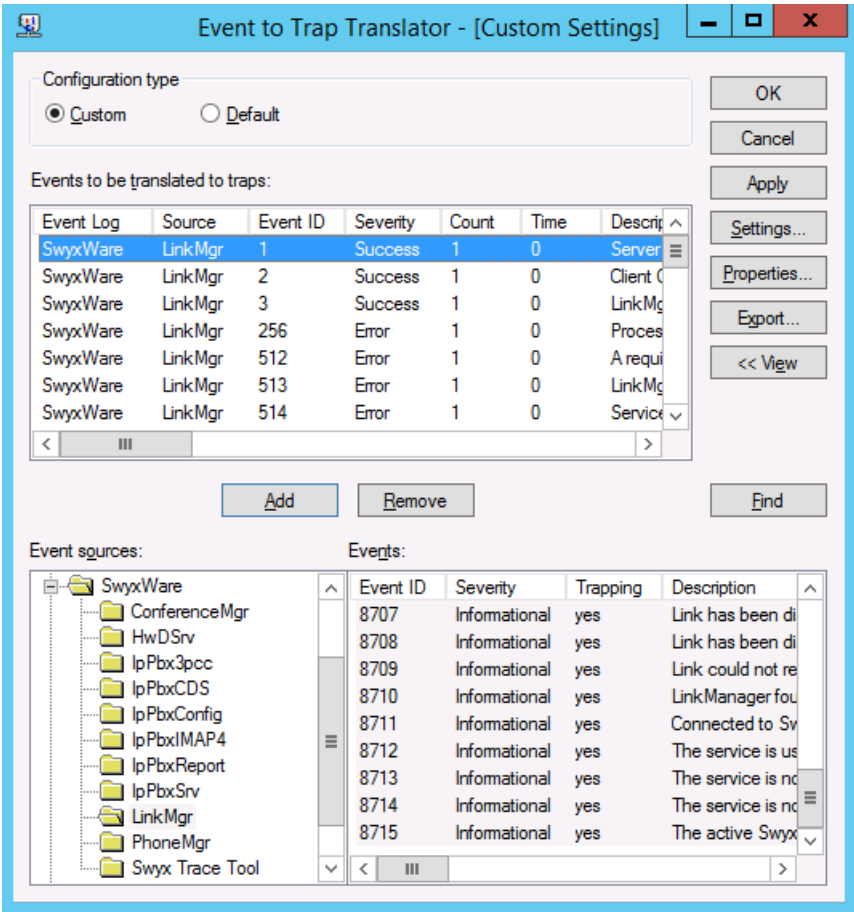 Event to Trap Translator - [Custom Settings]
Configuration type
Custom Default
OK
Cancel
Events to be translated to traps:
Apply
Event Log Source Event ID Severity Count Time Descrip
Settings...
SwyxWare LinkMgr 1 Success 1 0 Server
SwyxWare LinkMgr 2 Success 1 0 Client C
Properties...
SwyxWare LinkMgr 3 Success 1 0 LinkMg
Export...
SwyxWare LinkMgr 256 Error 1 0 Proces
SwyxWare LinkMgr 512 Error 1 0 A requi
<< View
SwyxWare LinkMgr 513 Error 1 0 LinkMg
SwyxWare LinkMgr 514 Error 1 0 Service
Add Remove Find
Event sources:
SwyxWare
ConferenceMgr
HwDSrv
IpPbx3pcc
IpPbxCDS
IpPbxConfig
IpPbxIMAP4
IpPbxReport
IpPbxSrv
LinkMgr
PhoneMgr
Swyx Trace Tool
Events:
Event ID Severity Trapping Description
8707 Informational yes Link has been di
8708 Informational yes Link has been di
8709 Informational yes Link could not re
8710 Informational yes LinkManager fou
8711 Informational yes Connected to Sw
8712 Informational yes The service is us
8713 Informational yes The service is no
8714 Informational yes The service is no
8715 Informational yes The active Swyx